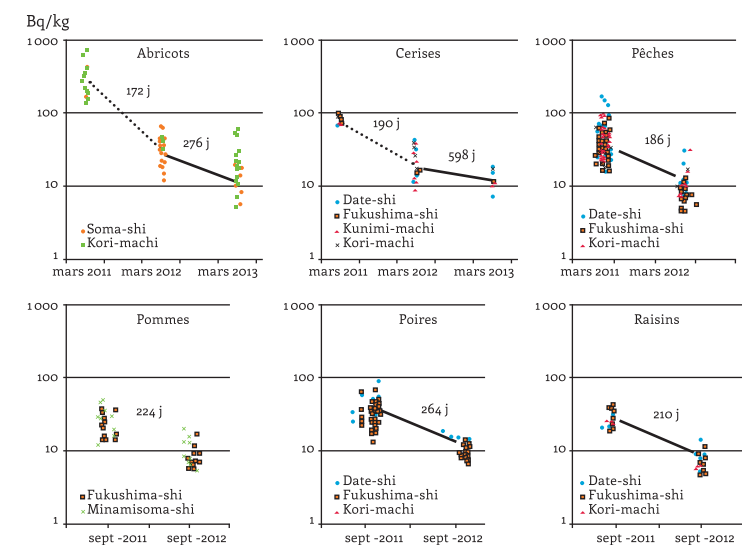 Bq/kg
1 000
Abricots
172 j
100
276 j
10
Soma-shi
Kori-machi
1
mars 2011 mars 2012 mars 2013
1 000
Cerises
100
190 j
598 j
10
Date-shi
Fukushima-shi
Kunimi-machi
Kori-machi
1
mars 2011 mars 2012 mars 2013
1 000
Pêches
100
186 j
10
Date-shi
Fukushima-shi
Kori-machi
1
mars 2011 mars 2012
1 000
Pommes
100
224 j
10
Fukushima-shi
Minamisoma-shi
1
sept -2011 sept -2012
1 000
Poires
100
264 j
10
Date-shi
Fukushima-shi
Kori-machi
1
sept -2011 sept -2012
1 000
Raisins
100
210 j
10
Date-shi
Fukushima-shi
Kori-machi
1
sept -2011 sept -2012